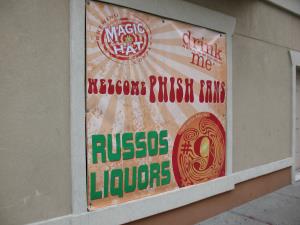 MAGIC
HAT
drink
me
WELCOME PHISH FANS
RUSSOS
LIQUORS
#9